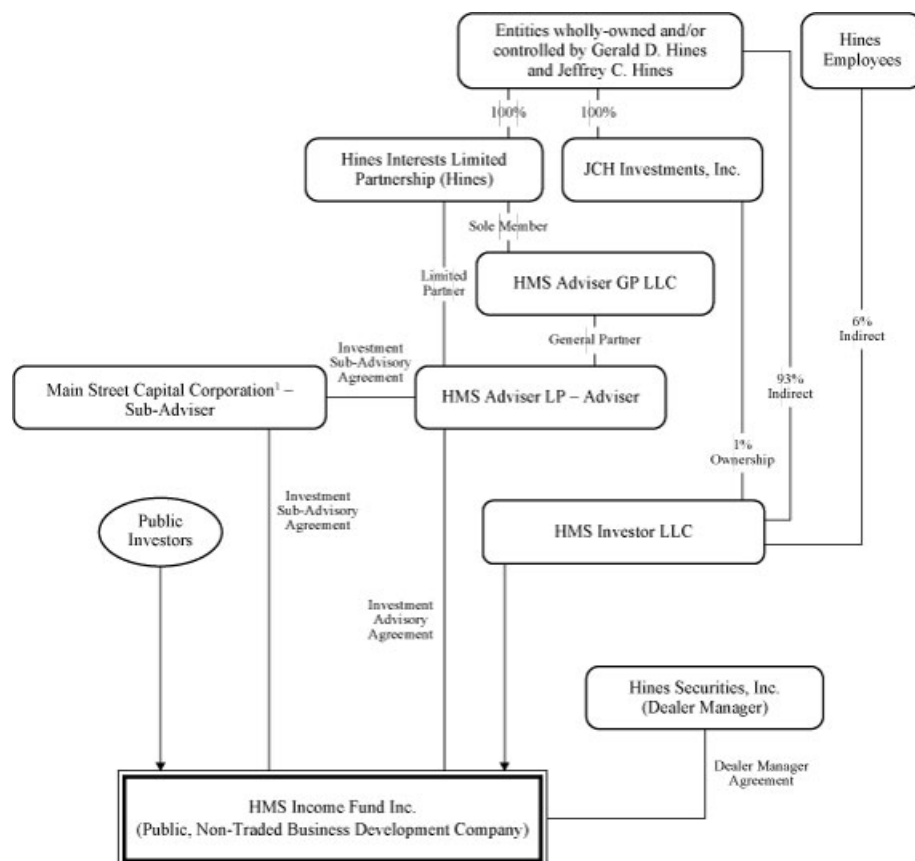 Entities wholly-owned and/or
controlled by Gerald D. Hines
and Jeffrey C. Hines
Hines
Employees
100%
100%
Hines Interests Limited
Partnership (Hines)
JCH Investments, Inc.
Sole Member
Limited
Partner
HMS Adviser GP LLC
General Partner
6%
Indirect
93%
Indirect
Investment
Sub-Advisory
Agreement
Main Street Capital Corporation¹ –
Sub-Adviser
HMS Adviser LP – Adviser
1%
Ownership
Investment
Sub-Advisory
Agreement
Public
Investors
HMS Investor LLC
Investment
Advisory
Agreement
Hines Securities, Inc.
(Dealer Manager)
Dealer Manager
Agreement
HMS Income Fund Inc.
(Public, Non-Traded Business Development Company)